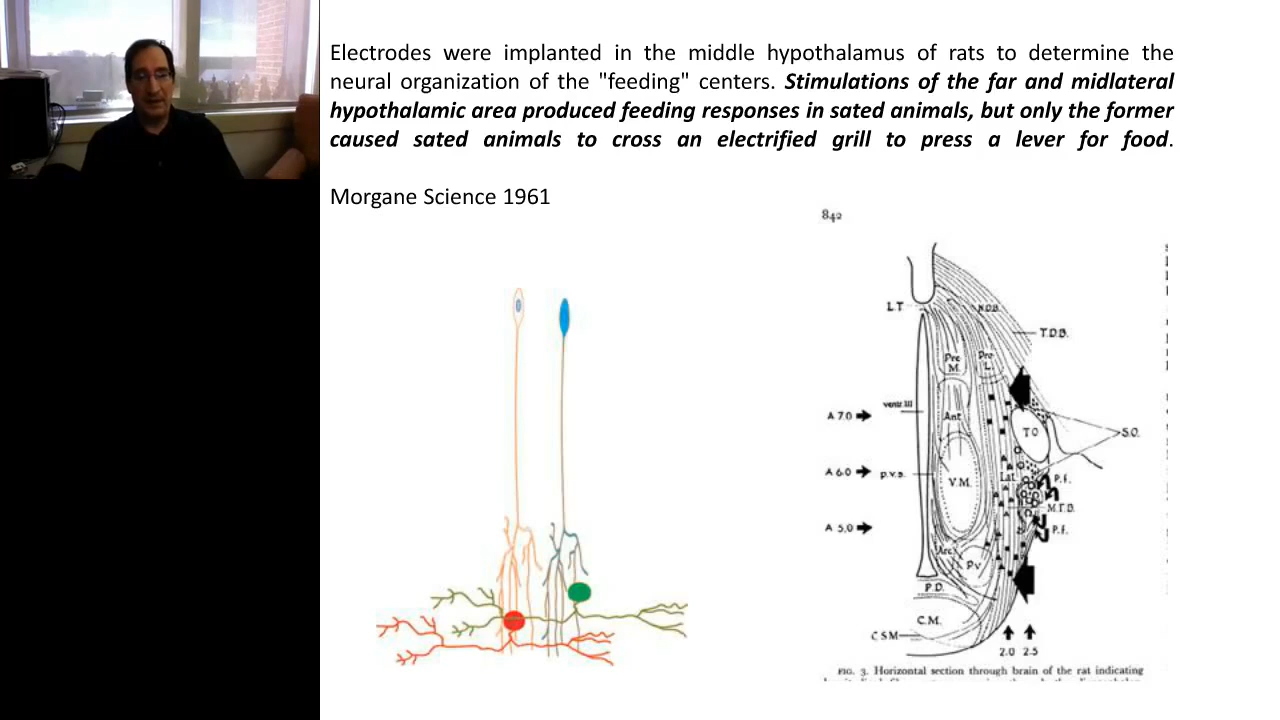 Electrodes were implanted in the middle hypothalamus of rats to determine the
neural organization of the "feeding" centers. Stimulations of the far and midlateral
hypothalamic area produced feeding responses in sated animals, but only the former
caused sated animals to cross an electrified grill to press a lever for food.
Morgane Science 1961
842
L.T
N.D.B.
T.D.B.
Pre M.
Pre L.
ventr. III
A 7.0
Ant
T O
S.O.
A 6.0
p.v.s.
V.M.
Lat.
P.f.
M.T.B.
A 5.0
P.f.
Arc.
P.V
P.D.
C.M.
C S M
2.0 2.5
FIG. 3. Horizontal section through brain of the rat indicating